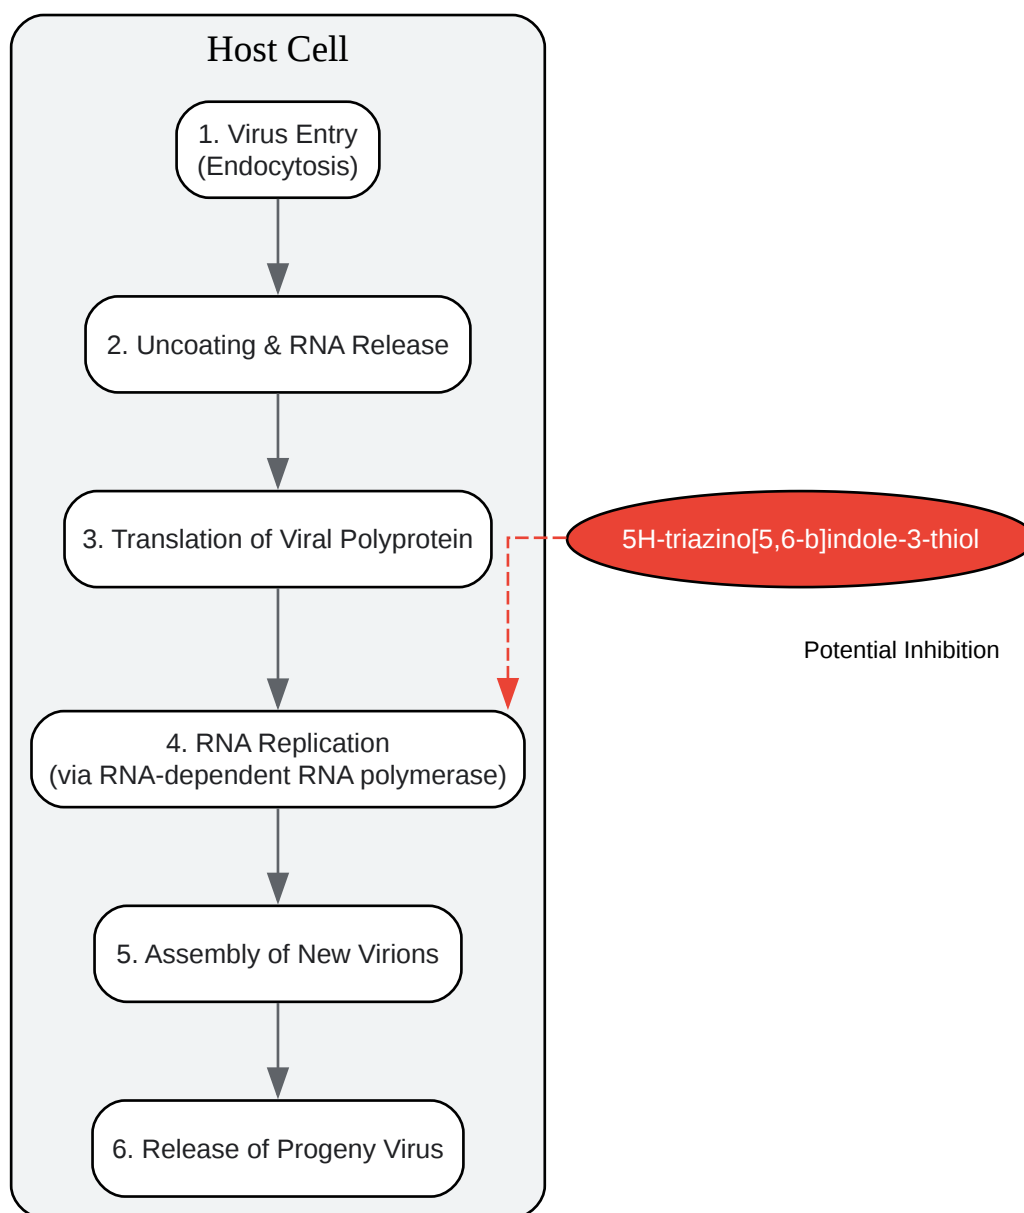 Host Cell
1. Virus Entry
(Endocytosis)
2. Uncoating & RNA Release
3. Translation of Viral Polyprotein
5H-triazino[5,6-b]indole-3-thiol
Potential Inhibition
4. RNA Replication
(via RNA-dependent RNA polymerase)
5. Assembly of New Virions
6. Release of Progeny Virus